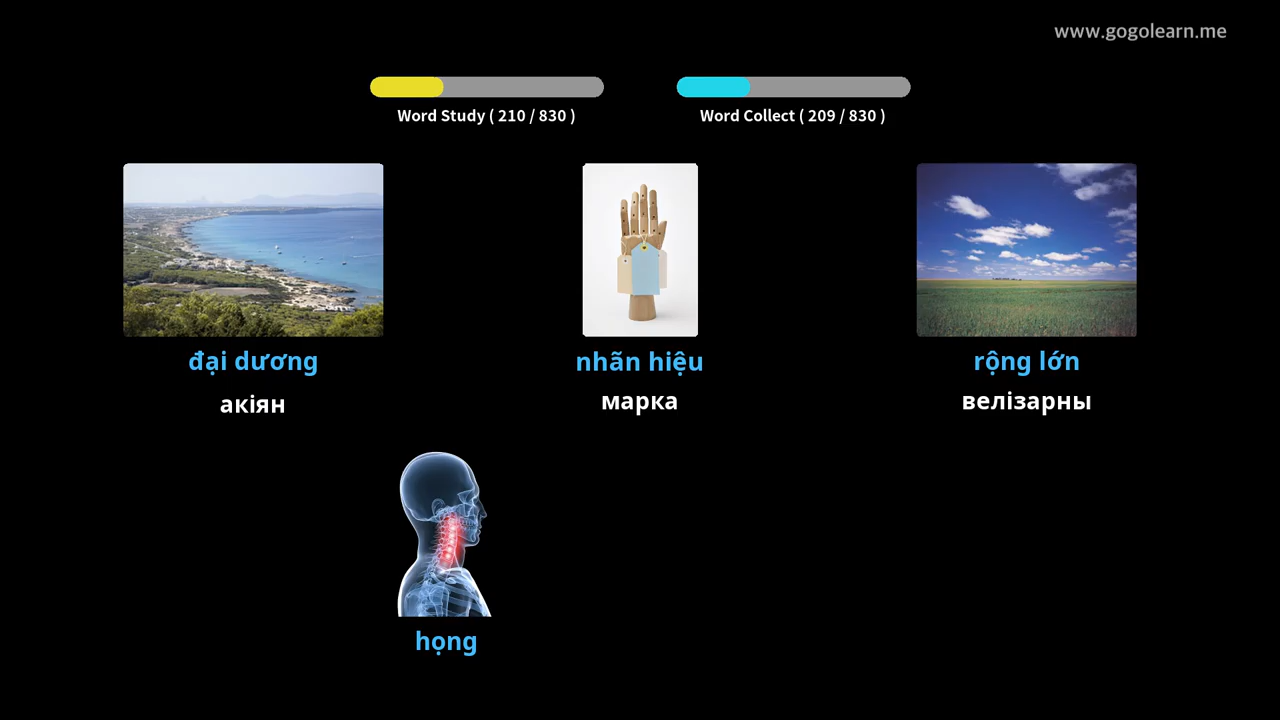 www.gogolearn.me
Word Study ( 210 / 830 )
Word Collect ( 209 / 830 )
đại dương
nhãn hiệu
rộng lớn
акіян
марка
велізарны
họng